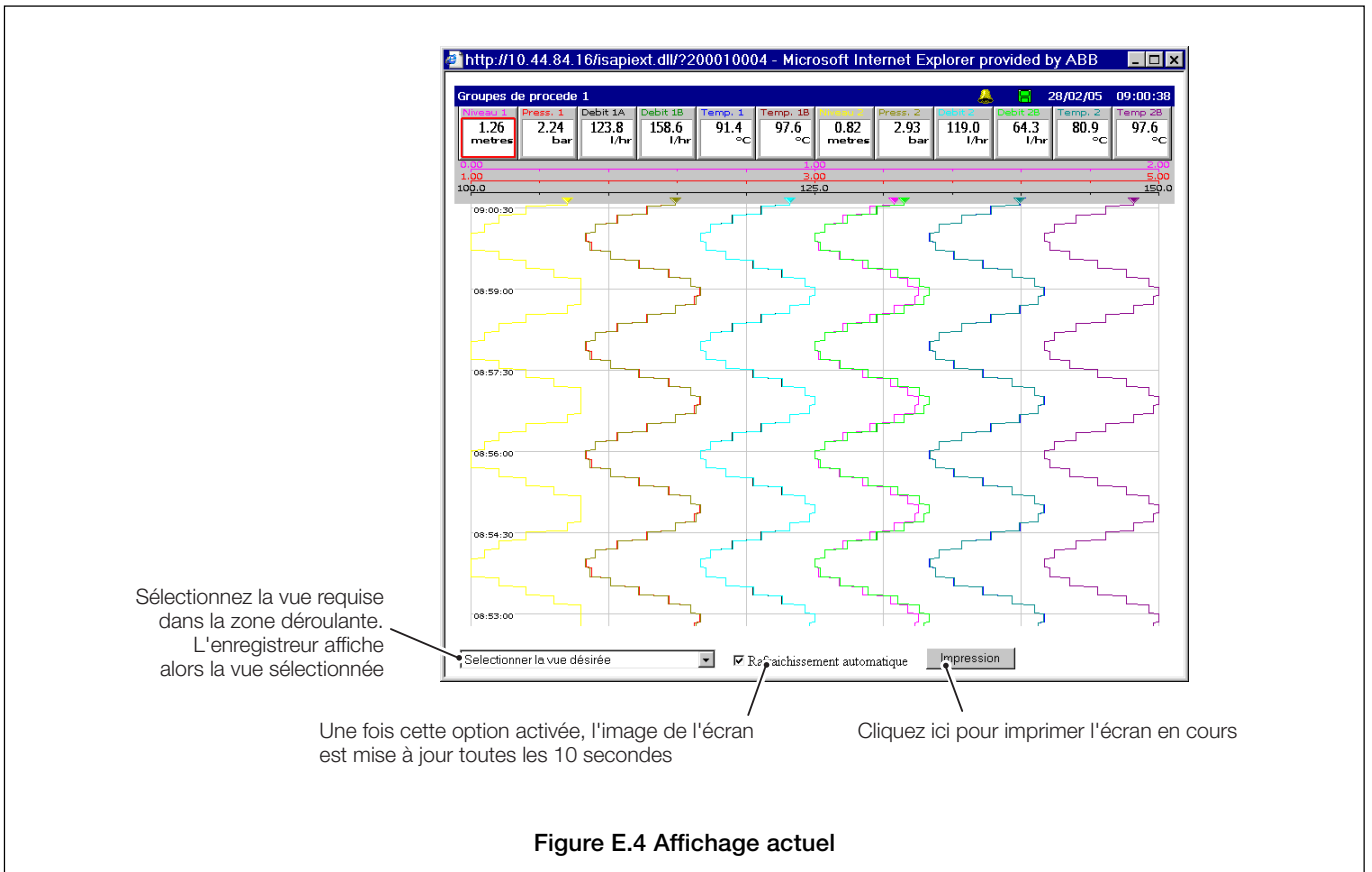 http://10.44.84.16/isapiext.dll/?200010004 - Microsoft Internet Explorer provided by ABB
Groupes de procede 1 28/02/05 09:00:38
Niveau 1 Press. 1 Debit 1A Debit 1B Temp. 1 Temp. 1B Niveau 2 Press. 2 Debit 2 Debit 2B Temp. 2 Temp 2B
1.26 2.24 123.8 158.6 91.4 97.6 0.82 2.93 119.0 64.3 80.9 97.6
metres bar l/hr l/hr °C °C metres bar l/hr l/hr °C °C
0.00 1.00 2.00
1.00 3.00 5.00
100.0 125.0 150.0
09:00:30
08:59:00
08:57:30
08:56:00
08:54:30
08:53:00
Sélectionnez la vue requise
dans la zone déroulante.
L'enregistreur affiche
alors la vue sélectionnée
Selectionner la vue désirée Rafraichissement automatique Impression
Une fois cette option activée, l'image de l'écran
est mise à jour toutes les 10 secondes
Cliquez ici pour imprimer l'écran en cours
Figure E.4 Affichage actuel